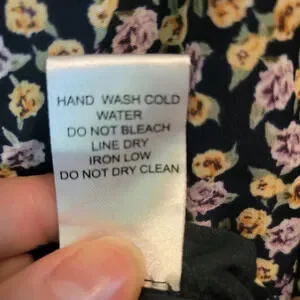 HAND WASH COLD
WATER
DO NOT BLEACH
LINE DRY
IRON LOW
DO NOT DRY CLEAN